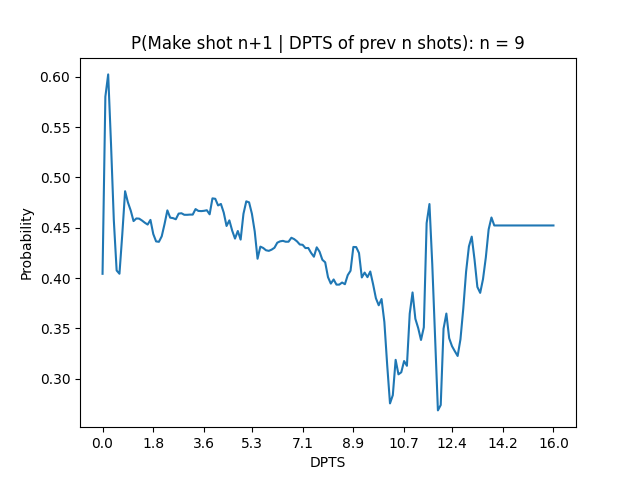 P(Make shot n+1 | DPTS of prev n shots): n = 9
0.60
0.55
0.50
0.45
0.40
0.35
0.30
Probability
0.0 1.8 3.6 5.3 7.1 8.9 10.7 12.4 14.2 16.0
DPTS